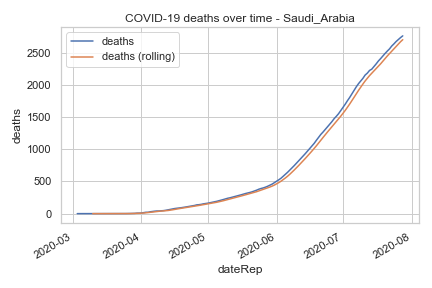 COVID-19 deaths over time - Saudi_Arabia
deaths
deaths (rolling)
2500
2000
1500
1000
500
0
deaths
2020-03
2020-04
2020-05
2020-06
2020-07
2020-08
dateRep